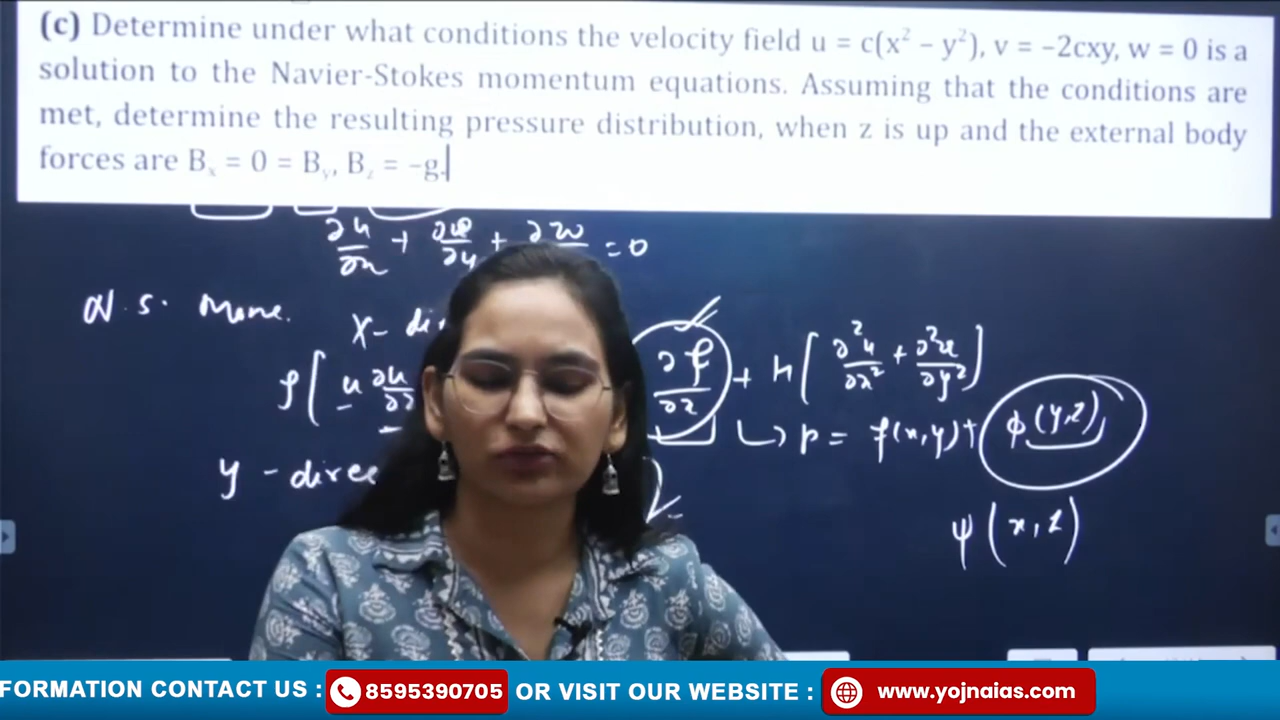 (c) Determine under what conditions the velocity field u = c(x² − y²), v = −2cxy, w = 0 is a
solution to the Navier-Stokes momentum equations. Assuming that the conditions are
met, determine the resulting pressure distribution, when z is up and the external body
forces are Bₓ = 0 = Bᵧ, B_z = −g.
∂u/∂x + ∂v/∂y + ∂w = 0
N.S. Mome.
x- di
ρ[ u ∂u/∂x ∂p/∂x + μ[ ∂²u/∂x² + ∂²u/∂y² ]
↳ p = f(x,y) + φ(y,z)
y - direc
ψ(x,z)
FORMATION CONTACT US : 8595390705 OR VISIT OUR WEBSITE : www.yojnaias.com